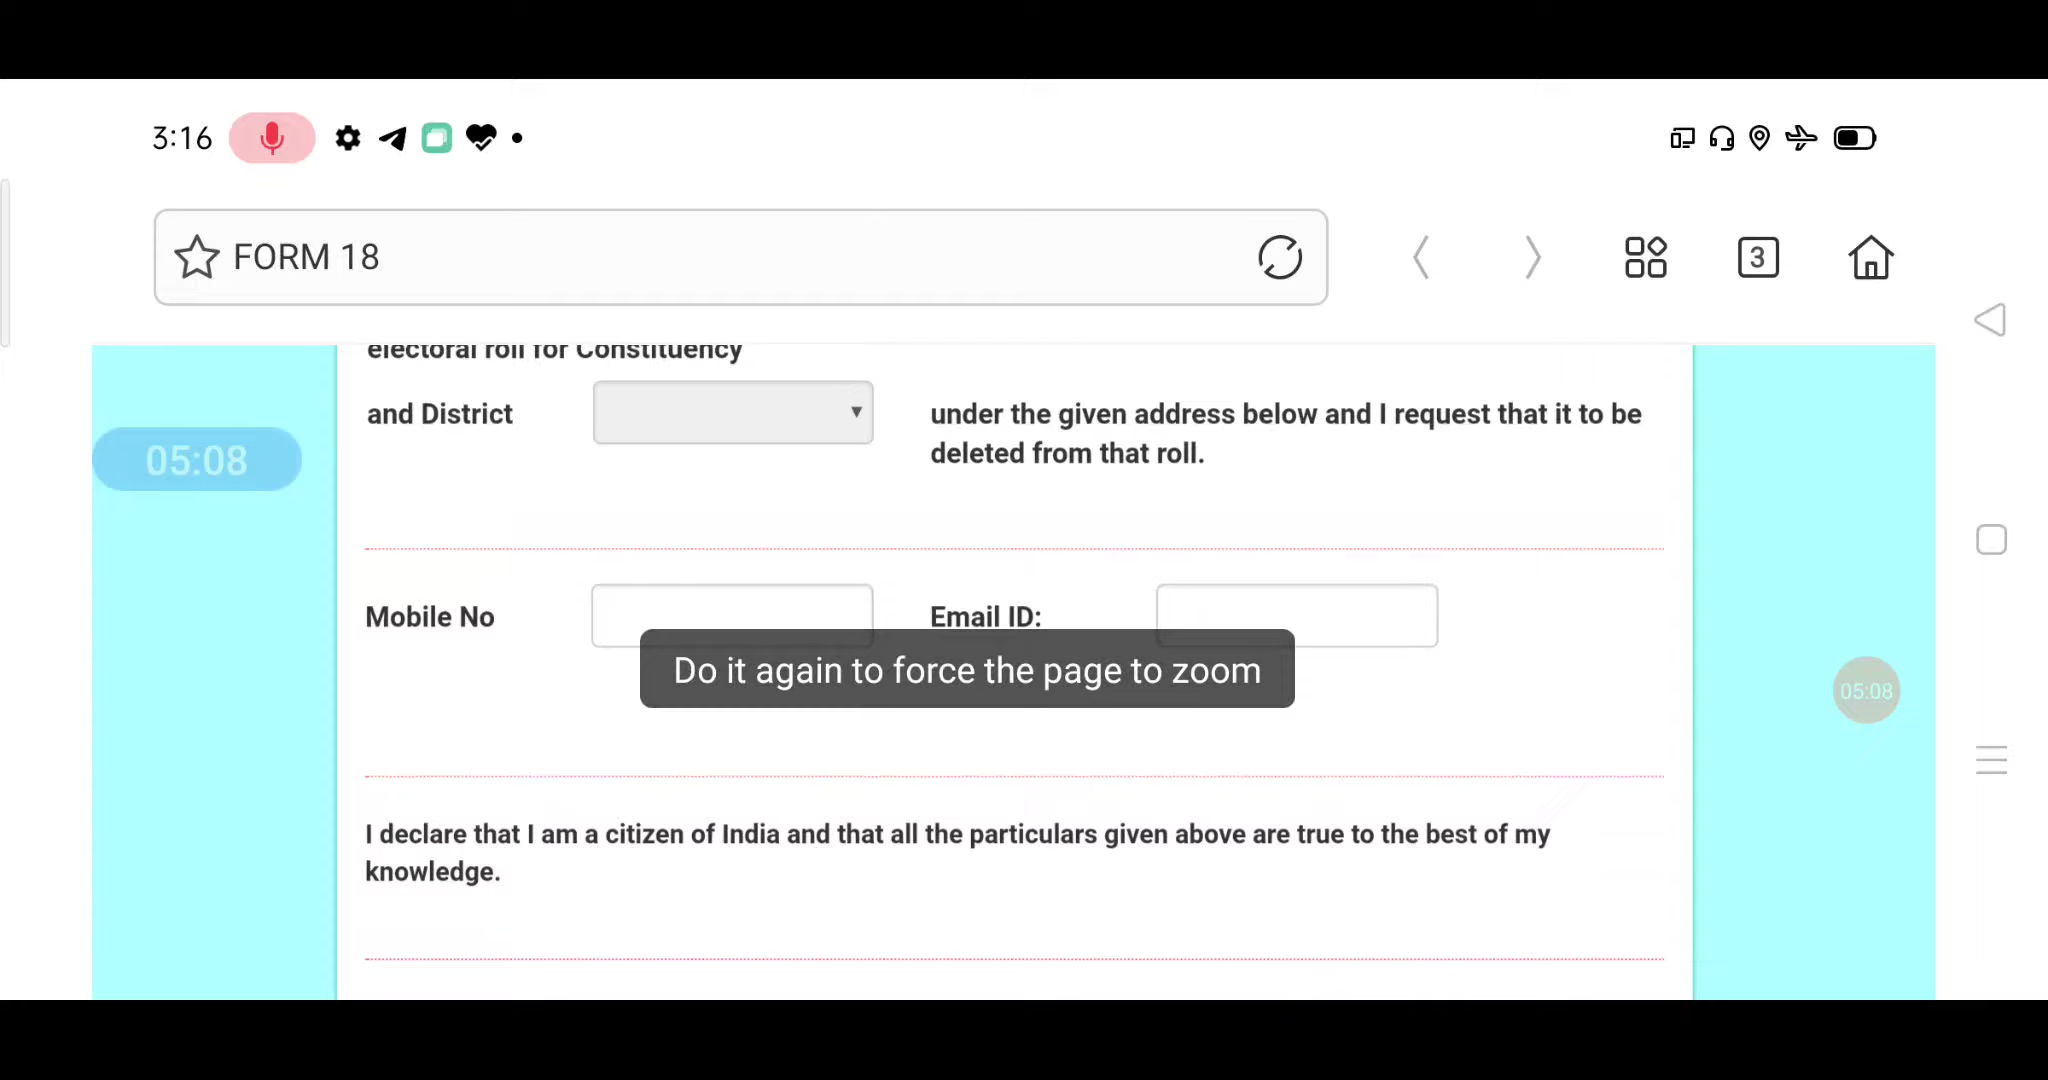 3:16
FORM 18
3
electoral roll for Constituency
and District
under the given address below and I request that it to be
deleted from that roll.
05:08
Mobile No
Email ID:
Do it again to force the page to zoom
05:08
I declare that I am a citizen of India and that all the particulars given above are true to the best of my
knowledge.